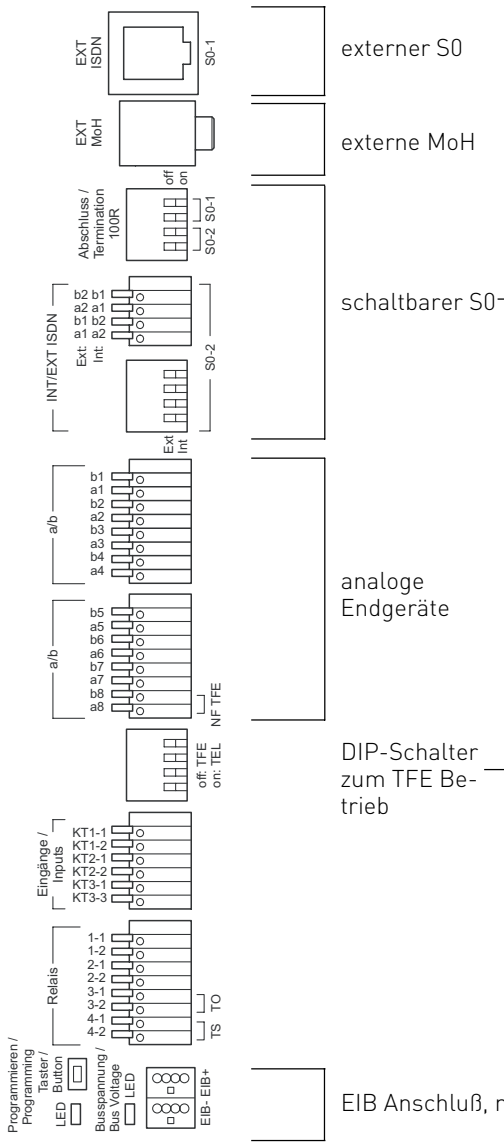 EXT
ISDN
S0-1
externer S0
EXT
MoH
externe MoH
off
on
Abschluss /
Termination
100R
S0-2 S0-1
schaltbarer S0
INT/EXT ISDN
Ext: Int:
b2 b1
a2 a1
b1 b2
a1 a2
S0-2
Ext
Int
a/b
b1
a1
b2
a2
b3
a3
b4
a4
analoge
Endgeräte
a/b
b5
a5
b6
a6
b7
a7
b8
a8
NF TFE
off: TFE
on: TEL
DIP-Schalter
zum TFE Be-
trieb
Eingänge /
Inputs
KT1-1
KT1-2
KT2-1
KT2-2
KT3-1
KT3-3
Relais
1-1
1-2
2-1
2-2
3-1
3-2
4-1
4-2
TO
TS
Programmieren /
Programming
Taster /
Button
LED
Busspannung /
Bus Voltage
LED
EIB- EIB+
EIB Anschluß,